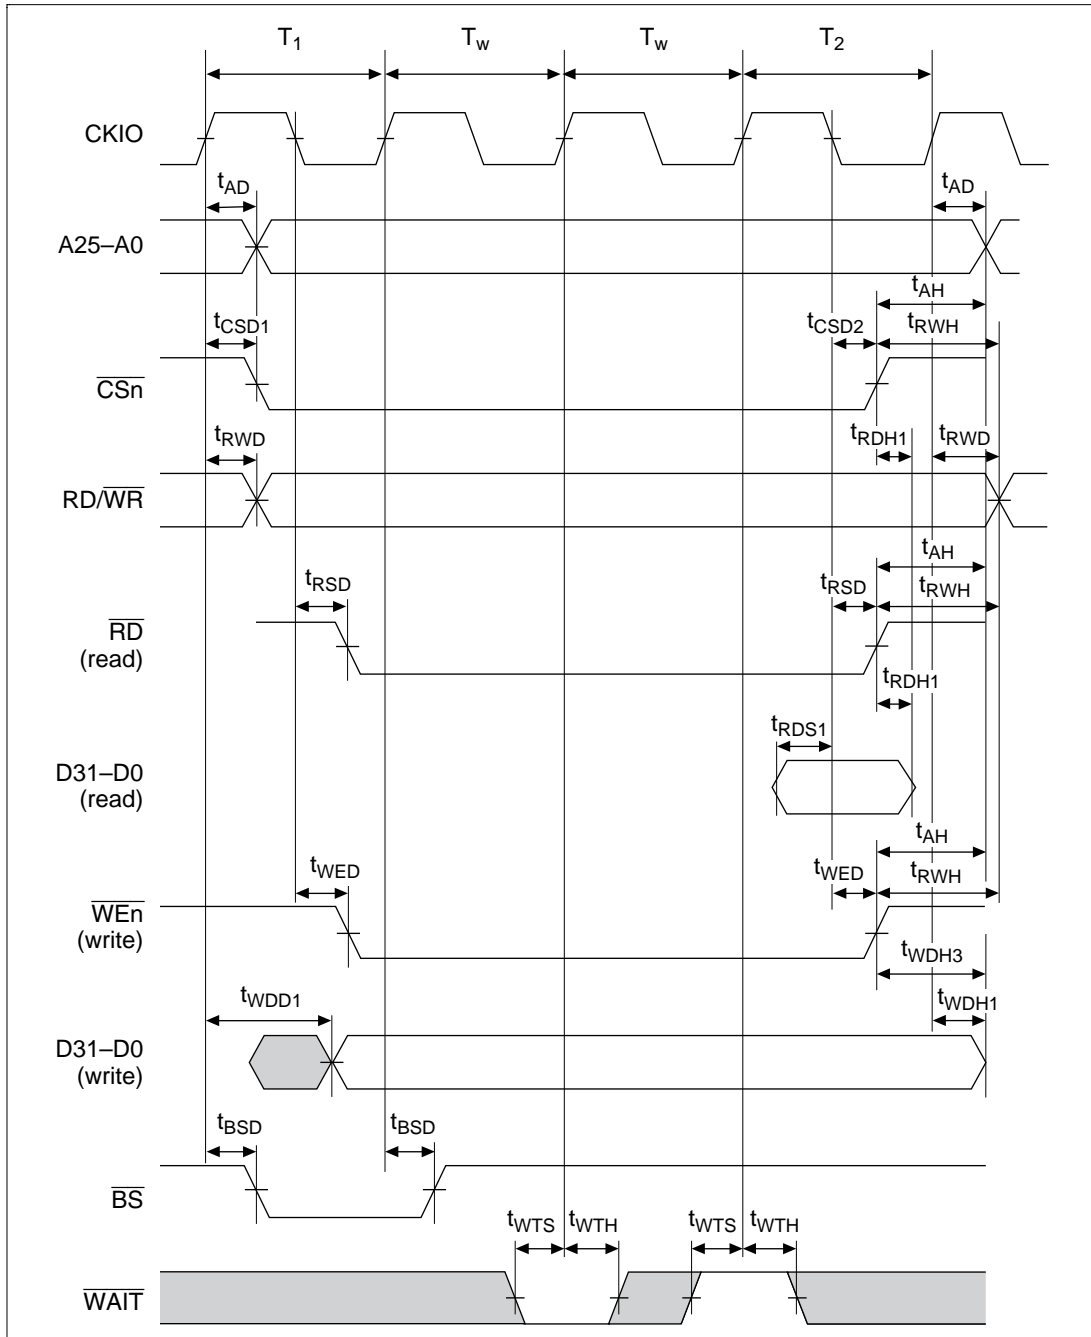 T1 Tw Tw T2
CKIO
tAD tAD
A25–A0
tAH
tCSD1 tCSD2 tRWH
CSn
tRWD tRDH1 tRWD
RD/WR
tAH
tRSD tRSD tRWH
RD
(read)
tRDH1
tRDS1
D31–D0
(read)
tAH
tWED tWED tRWH
WEn
(write)
tWDH3
tWDD1 tWDH1
D31–D0
(write)
tBSD tBSD
BS
tWTS tWTH tWTS tWTH
WAIT